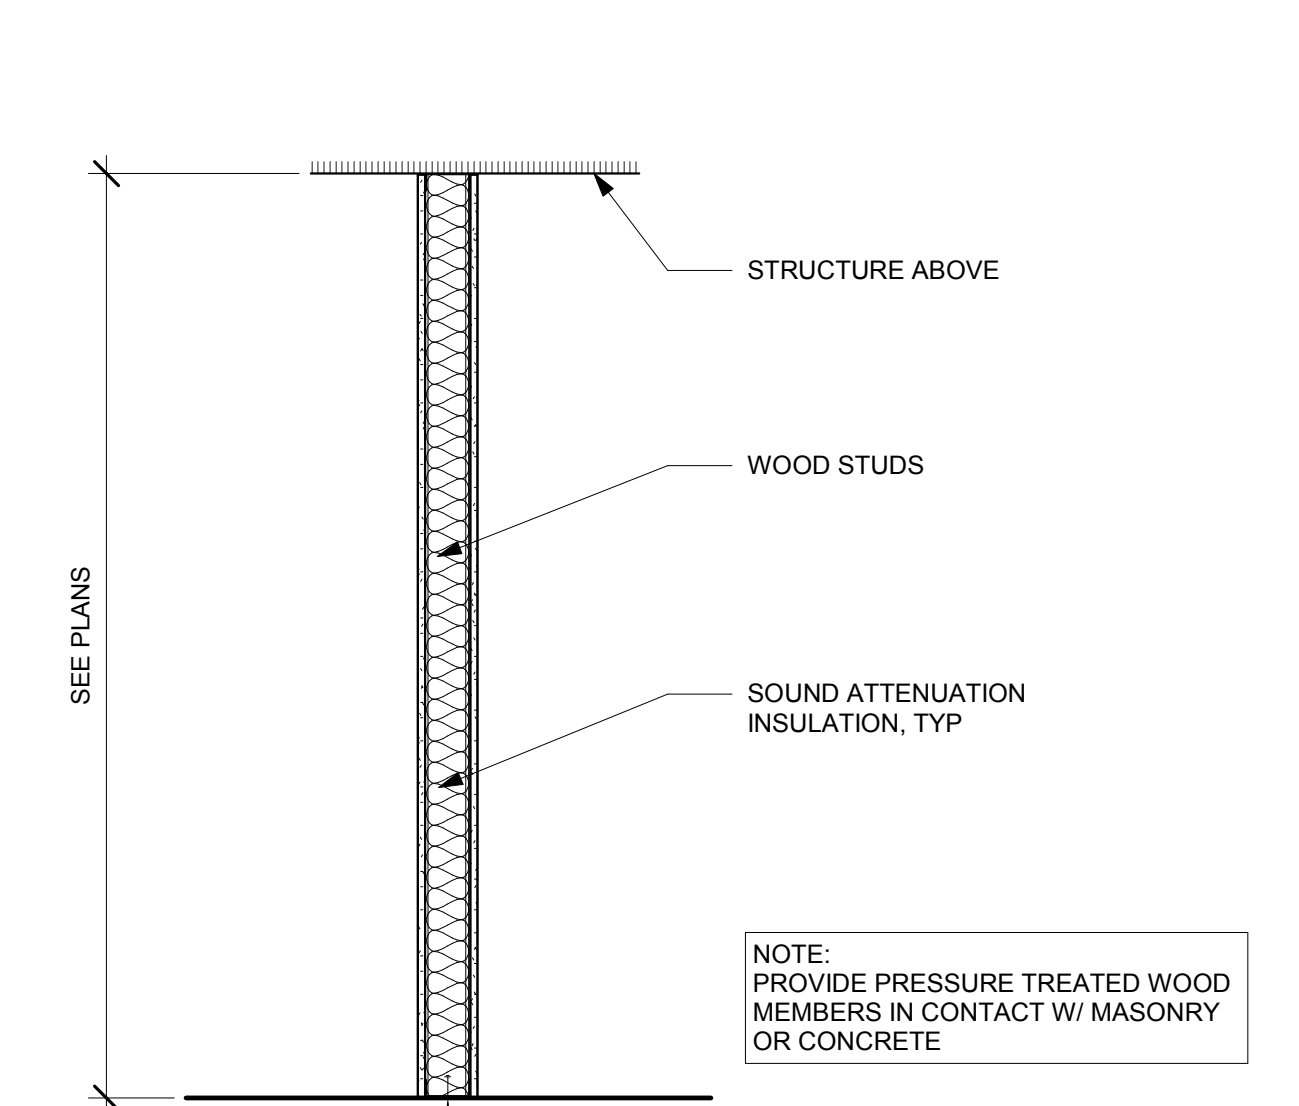 STRUCTURE ABOVE
WOOD STUDS
SEE PLANS
SOUND ATTENUATION
INSULATION, TYP
NOTE:
PROVIDE PRESSURE TREATED WOOD
MEMBERS IN CONTACT W/ MASONRY
OR CONCRETE